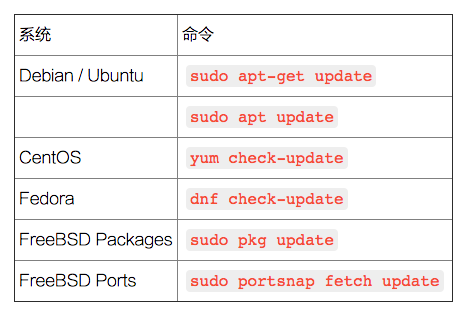 系统 命令
Debian / Ubuntu sudo apt-get update
sudo apt update
CentOS yum check-update
Fedora dnf check-update
FreeBSD Packages sudo pkg update
FreeBSD Ports sudo portsnap fetch update